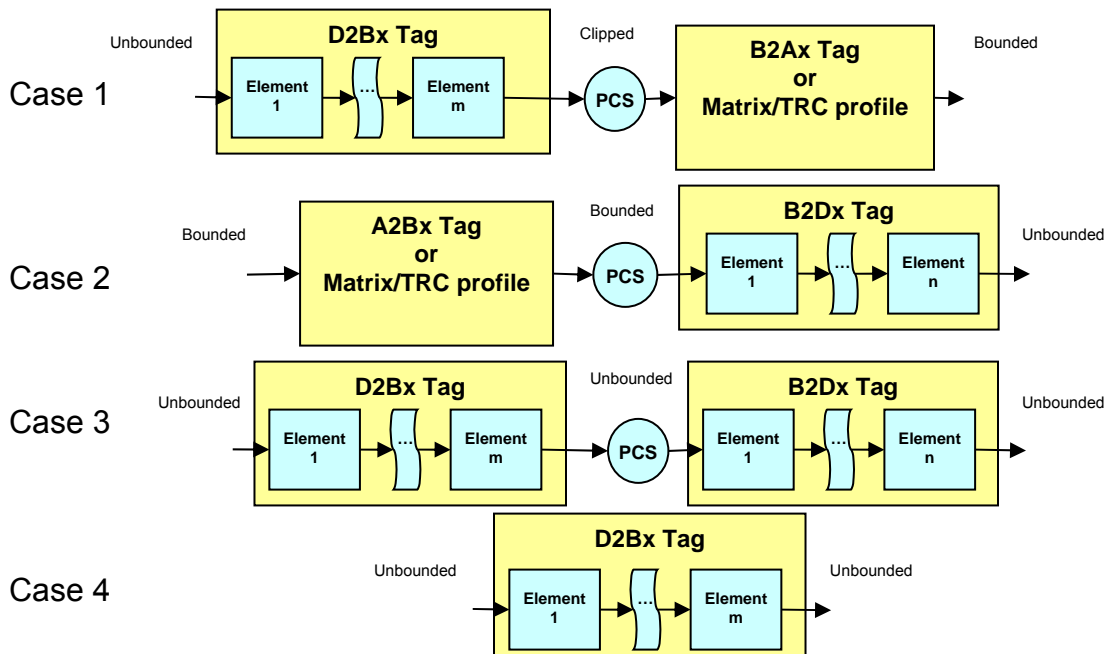 D2Bx Tag
Unbounded
Clipped
Bounded
B2Ax Tag
or
Matrix/TRC profile
Case 1
Element
1
...
Element
m
PCS
A2Bx Tag
or
Matrix/TRC profile
Bounded
Bounded
B2Dx Tag
Unbounded
Case 2
PCS
Element
1
...
Element
n
D2Bx Tag
Unbounded
Unbounded
B2Dx Tag
Unbounded
Case 3
Element
1
...
Element
m
PCS
Element
1
...
Element
n
D2Bx Tag
Unbounded
Unbounded
Case 4
Element
1
...
Element
m